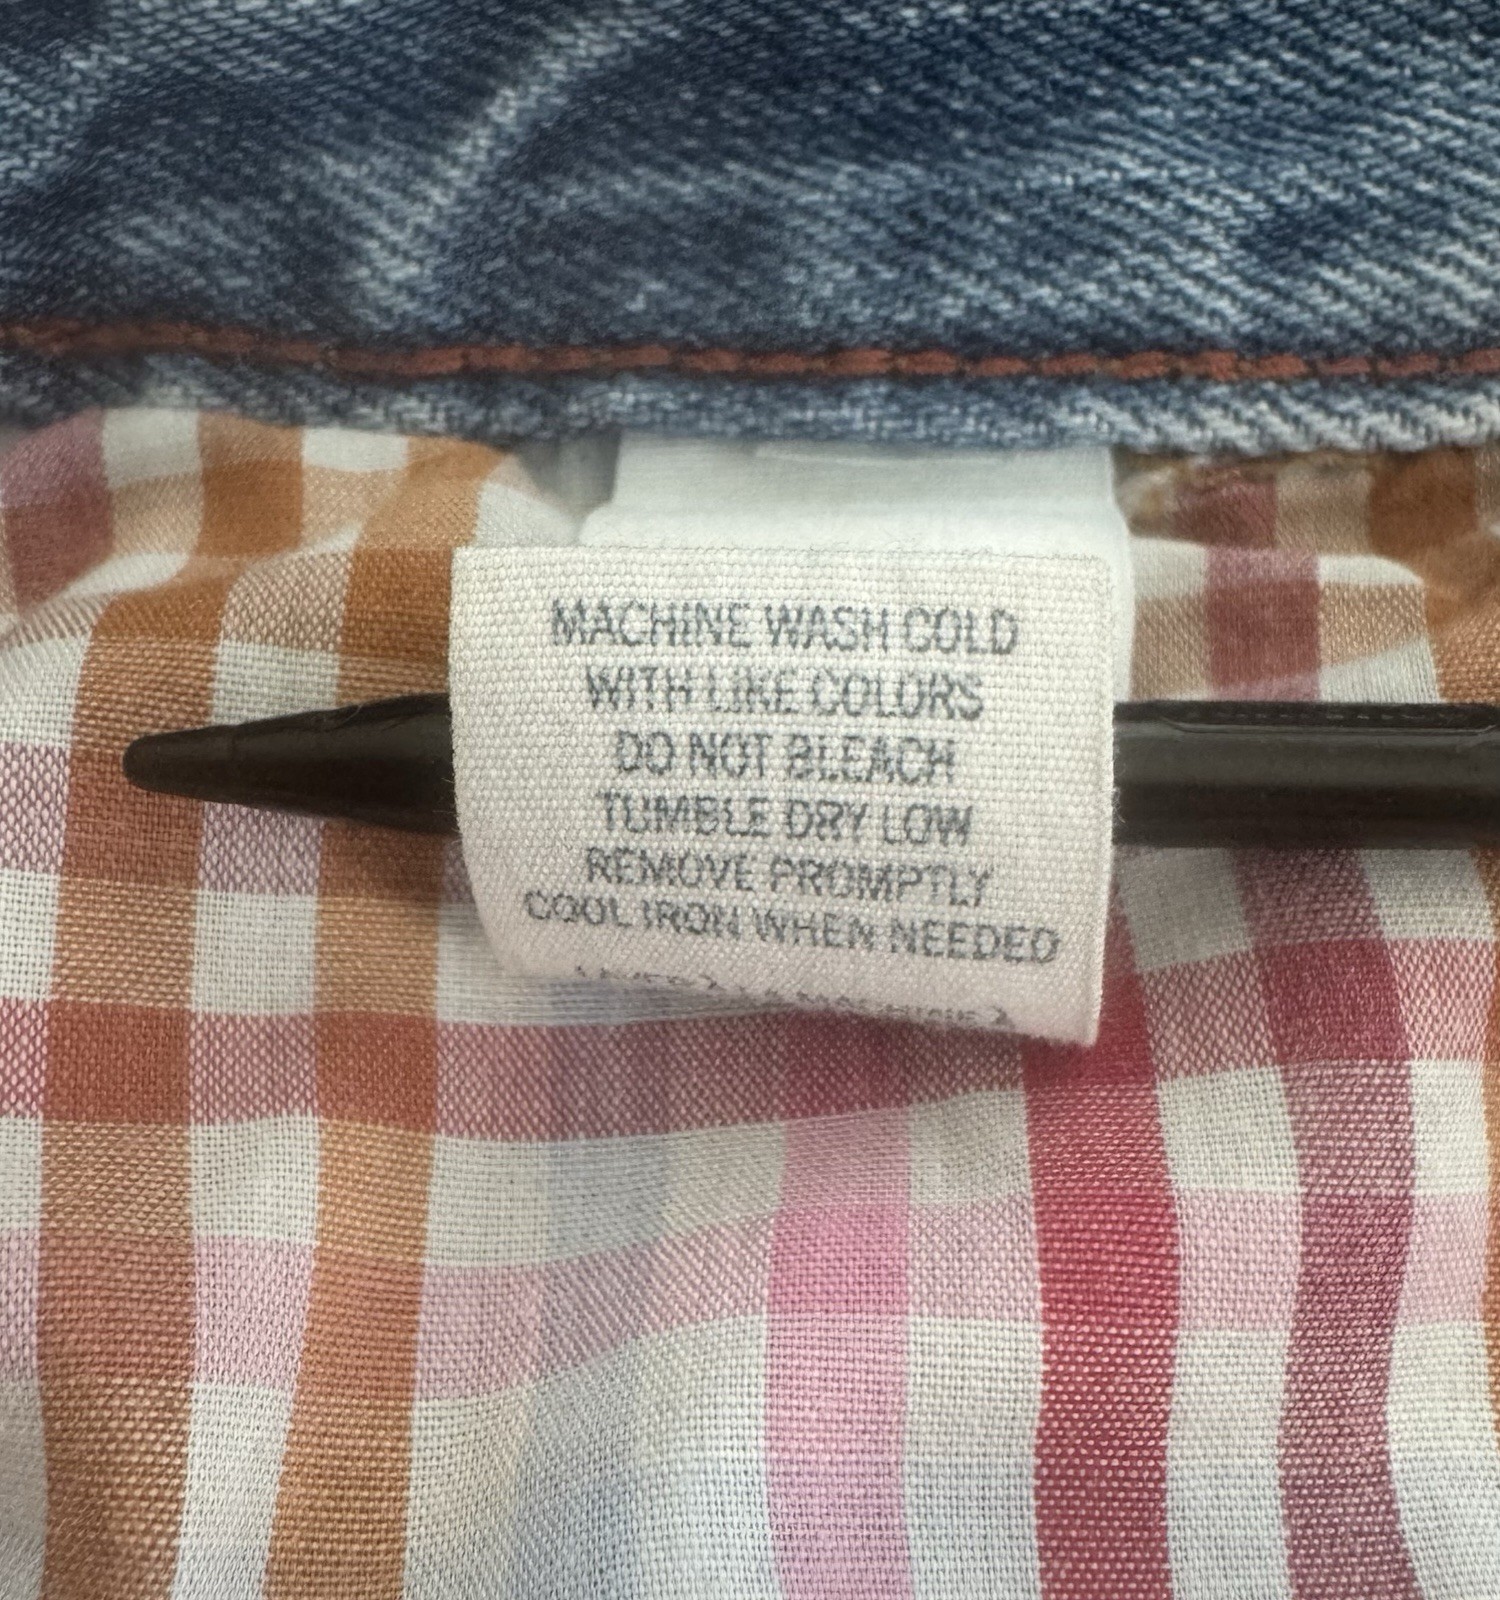 MACHINE WASH COLD
WITH LIKE COLORS
DO NOT BLEACH
TUMBLE DRY LOW
REMOVE PROMPTLY
COOL IRON WHEN NEEDED